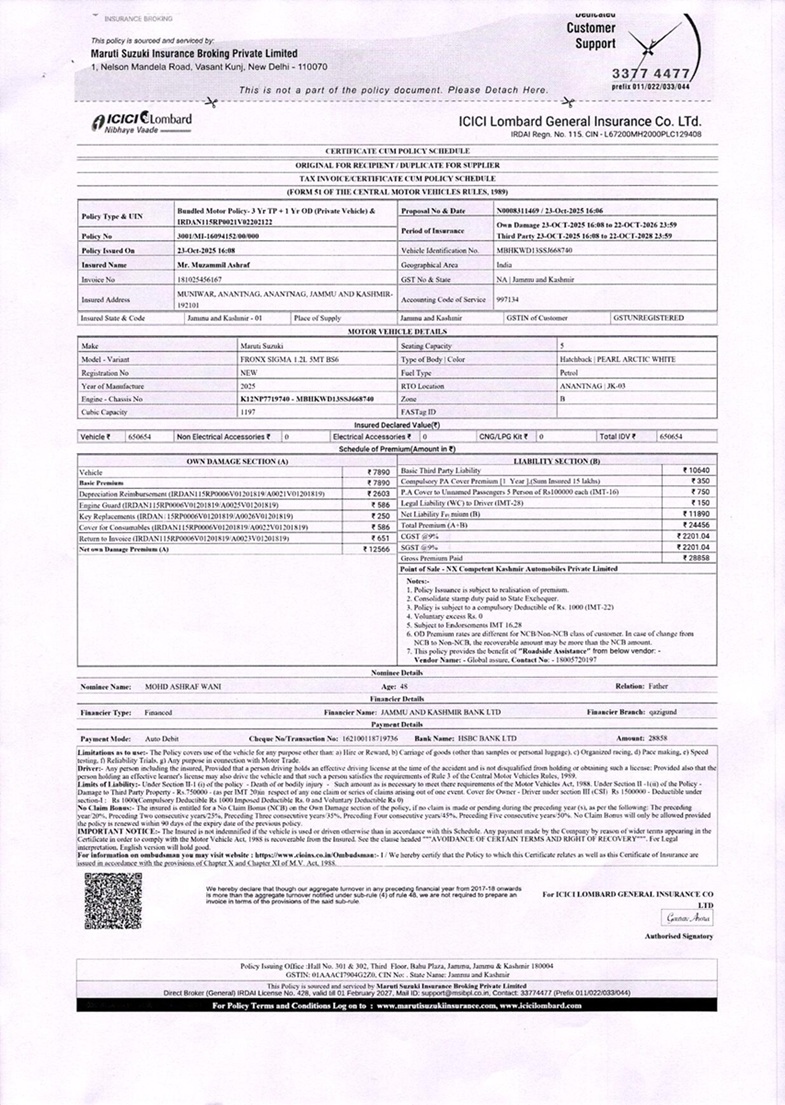 INSURANCE BROKING
This policy is sourced and serviced by:
Maruti Suzuki Insurance Broking Private Limited
1, Nelson Mandela Road, Vasant Kunj, New Delhi - 110070
Dedicated
Customer
Support
3377 4477
prefix 011/022/033/044
This is not a part of the policy document. Please Detach Here.
ICICI Lombard
Nibhaye Vaade
ICICI Lombard General Insurance Co. Ltd.
IRDAI Regn. No. 115. CIN - L67200MH2000PLC129408
CERTIFICATE CUM POLICY SCHEDULE
ORIGINAL FOR RECIPIENT / DUPLICATE FOR SUPPLIER
TAX INVOICE/CERTIFICATE CUM POLICY SCHEDULE
(FORM 51 OF THE CENTRAL MOTOR VEHICLES RULES, 1989)
Policy Type & UIN Bundled Motor Policy- 3 Yr TP + 1 Yr OD (Private Vehicle) & IRDAN115RP0021V02202122 Proposal No & Date N0008311469 / 23-Oct-2025 16:06
Policy No 3001/MI-16094152/00/000 Period of Insurance Own Damage 23-OCT-2025 16:08 to 22-OCT-2026 23:59
Third Party 23-OCT-2025 16:08 to 22-OCT-2028 23:59
Policy Issued On 23-Oct-2025 16:08 Vehicle Identification No. MBHKWD13SSJ668740
Insured Name Mr. Muzammil Ashraf Geographical Area India
Invoice No 181025456167 GST No & State NA | Jammu and Kashmir
Insured Address MUNIWAR, ANANTNAG, ANANTNAG, JAMMU AND KASHMIR-192101 Accounting Code of Service 997134
Insured State & Code Jammu and Kashmir - 01 Place of Supply Jammu and Kashmir GSTIN of Customer GSTUNREGISTERED
MOTOR VEHICLE DETAILS
Make Maruti Suzuki Seating Capacity 5
Model - Variant FRONX SIGMA 1.2L 5MT BS6 Type of Body | Color Hatchback | PEARL ARCTIC WHITE
Registration No NEW Fuel Type Petrol
Year of Manufacture 2025 RTO Location ANANTNAG | JK-03
Engine - Chassis No K12NP7719740 - MBHKWD13SSJ668740 Zone B
Cubic Capacity 1197 FASTag ID
Insured Declared Value(₹)
Vehicle ₹ 650654 Non Electrical Accessories ₹ 0 Electrical Accessories ₹ 0 CNG/LPG Kit ₹ 0 Total IDV ₹ 650654
Schedule of Premium(Amount in ₹)
OWN DAMAGE SECTION (A)
Vehicle ₹ 7890
Basic Premium ₹ 7890
Depreciation Reimbursement (IRDAN115RP0006V01201819/A0021V01201819) ₹ 2603
Engine Guard (IRDAN115RP0006V01201819/A0025V01201819) ₹ 586
Key Replacements (IRDAN115RP0006V01201819/A0026V01201819) ₹ 250
Cover for Consumables (IRDAN115RP0006V01201819/A0022V01201819) ₹ 586
Return to Invoice (IRDAN115RP0006V01201819/A0023V01201819) ₹ 651
Net own Damage Premium (A) ₹ 12566
LIABILITY SECTION (B)
Basic Third Party Liability ₹ 10640
Compulsory PA Cover Premium [1 Year],(Sum Insured 15 lakhs) ₹ 350
P.A Cover to Unnamed Passengers 5 Person of Rs100000 each (IMT-16) ₹ 750
Legal Liability (WC) to Driver (IMT-28) ₹ 150
Net Liability Premium (B) ₹ 11890
Total Premium (A+B) ₹ 24456
CGST @9% ₹ 2201.04
SGST @9% ₹ 2201.04
Gross Premium Paid ₹ 28858
Point of Sale - NX Competent Kashmir Automobiles Private Limited
Notes:-
1. Policy Issuance is subject to realisation of premium.
2. Consolidate stamp duty paid to State Exchequer.
3. Policy is subject to a compulsory Deductible of Rs. 1000 (IMT-22)
4. Voluntary excess Rs. 0
5. Subject to Endorsements IMT 16,28
6. OD Premium rates are different for NCB/Non-NCB class of customer. In case of change from
NCB to Non-NCB, the recoverable amount may be more than the NCB amount.
7. This policy provides the benefit of "Roadside Assistance" from below vendor: -
Vendor Name: - Global assure. Contact No: - 18005720197
Nominee Details
Nominee Name: MOHD ASHRAF WANI Age: 48 Relation: Father
Financier Details
Financier Type: Financed Financier Name: JAMMU AND KASHMIR BANK LTD Financier Branch: qazigund
Payment Details
Payment Mode: Auto Debit Cheque No/Transaction No: 162100118719736 Bank Name: HSBC BANK LTD Amount: 28858
Limitations as to use:- The Policy covers use of the vehicle for any purpose other than: a) Hire or Reward, b) Carriage of goods (other than samples or personal luggage), c) Organized racing, d) Pace making, e) Speed
testing, f) Reliability Trials, g) Any purpose in connection with Motor Trade.
Driver:- Any person including the insured, Provided that a person driving holds an effective driving license at the time of the accident and is not disqualified from holding or obtaining such a license: Provided also that the
person holding an effective learner's license may also drive the vehicle and that such a person satisfies the requirements of Rule 3 of the Central Motor Vehicles Rules, 1989.
Limits of Liability:- Under Section II-1 (i) of the policy - Death of or bodily injury - Such amount as is necessary to meet there requirements of the Motor Vehicles Act, 1988. Under Section II -1(ii) of the Policy -
Damage to Third Party Property - Rs.750000 - (as per IMT 20)in respect of any one claim or series of claims arising out of one event. Cover for Owner - Driver under section III (CSI) Rs 1500000 - Deductible under
section-I : Rs 1000(Compulsory Deductible Rs 1000 Imposed Deductible Rs. 0 and Voluntary Deductible Rs 0)
No Claim Bonus:- The insured is entitled for a No Claim Bonus (NCB) on the Own Damage section of the policy, if no claim is made or pending during the preceding year (s), as per the following: The preceding
year/20%, Preceding Two consecutive years/25%, Preceding Three consecutive years/35%, Preceding Four consecutive years/45%, Preceding Five consecutive years/50%. No Claim Bonus will only be allowed provided
the policy is renewed within 90 days of the expiry date of the previous policy.
IMPORTANT NOTICE:- The Insured is not indemnified if the vehicle is used or driven otherwise than in accordance with this Schedule. Any payment made by the Company by reason of wider terms appearing in the
Certificate in order to comply with the Motor Vehicle Act, 1988 is recoverable from the Insured. See the clause headed """AVOIDANCE OF CERTAIN TERMS AND RIGHT OF RECOVERY""". For Legal
interpretation, English version will hold good.
For information on ombudsman you may visit website : https://www.cioins.co.in/Ombudsman:- I / We hereby certify that the Policy to which this Certificate relates as well as this Certificate of Insurance are
issued in accordance with the provisions of Chapter X and Chapter XI of M.V. Act, 1988.
We hereby declare that though our aggregate turnover in any preceding financial year from 2017-18 onwards
is more than the aggregate turnover notified under sub-rule (4) of rule 48, we are not required to prepare an
invoice in terms of the provisions of the said sub-rule.
For ICICI LOMBARD GENERAL INSURANCE CO
LTD
Authorised Signatory
Policy Issuing Office :Hall No. 301 & 302, Third Floor, Bahu Plaza, Jammu, Jammu & Kashmir 180004
GSTIN: 01AAACI7904G2Z0, CIN No: . State Name: Jammu and Kashmir
This Policy is sourced and serviced by Maruti Suzuki Insurance Broking Private Limited
Direct Broker (General) IRDAI License No. 428, valid till 01 February 2027, Mail ID: support@msibpl.co.in, Contact: 33774477 (Prefix 011/022/033/044)
For Policy Terms and Conditions Log on to : www.marutisuzukiinsurance.com, www.icicilombard.com